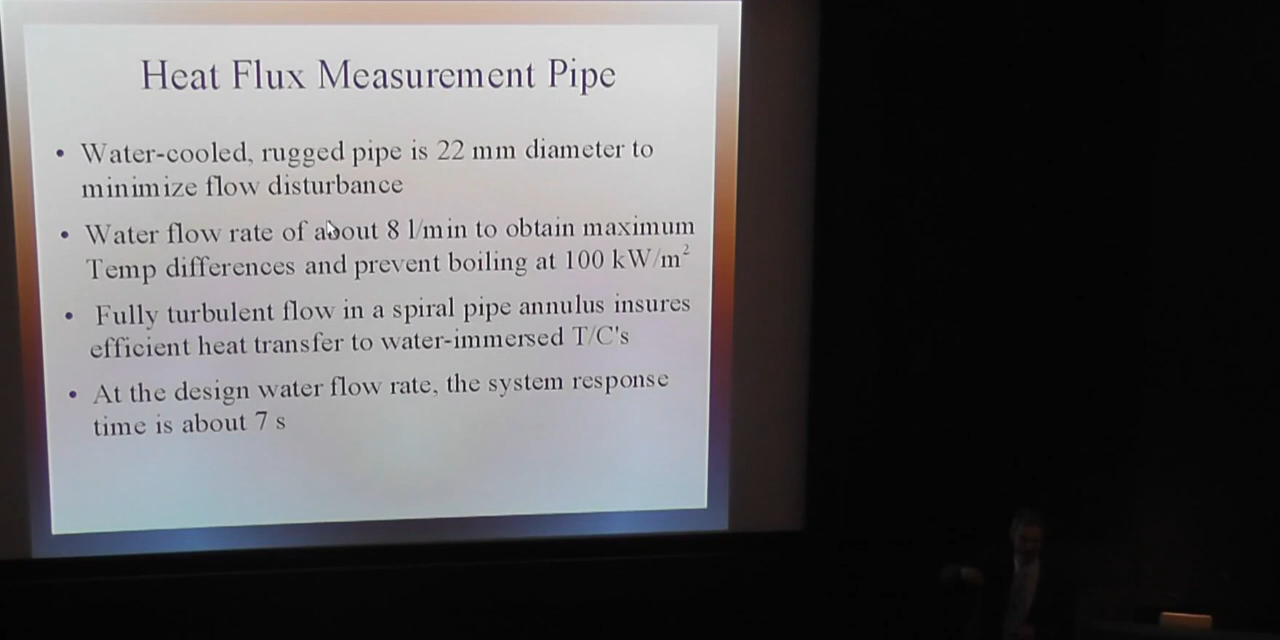 Heat Flux Measurement Pipe
• Water-cooled, rugged pipe is 22 mm diameter to
minimize flow disturbance
• Water flow rate of about 8 l/min to obtain maximum
Temp differences and prevent boiling at 100 kW/m²
• Fully turbulent flow in a spiral pipe annulus insures
efficient heat transfer to water-immersed T/C's
• At the design water flow rate, the system response
time is about 7 s